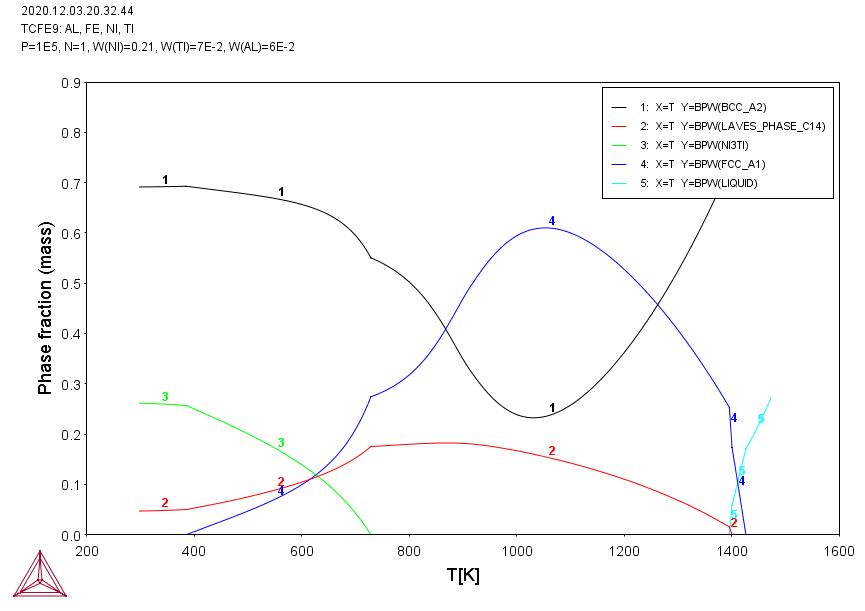 2020.12.03.20.32.44
TCFE9: AL, FE, NI, TI
P=1E5, N=1, W(NI)=0.21, W(TI)=7E-2, W(AL)=6E-2
1: X=T Y=BPW(BCC_A2)
2: X=T Y=BPW(LAVES_PHASE_C14)
3: X=T Y=BPW(NI3TI)
4: X=T Y=BPW(FCC_A1)
5: X=T Y=BPW(LIQUID)
Phase fraction (mass)
0.9
0.8
0.7
0.6
0.5
0.4
0.3
0.2
0.1
0.0
1
1
4
3
1
3
2
2
4
2
4
5
5
4
5
2
200 400 600 800 1000 1200 1400 1600
T[K]